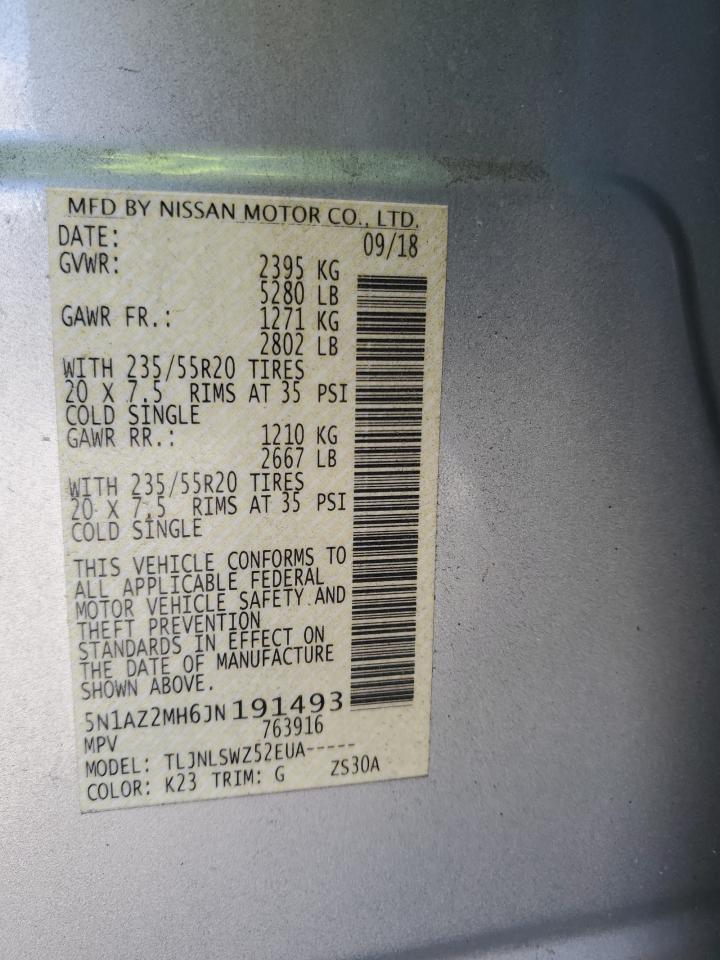 MFD BY NISSAN MOTOR CO., LTD.
DATE: 09/18
GVWR: 2395 KG
5280 LB
GAWR FR.: 1271 KG
2802 LB
WITH 235/55R20 TIRES
20 X 7.5 RIMS AT 35 PSI
COLD SINGLE
GAWR RR.: 1210 KG
2667 LB
WITH 235/55R20 TIRES
20 X 7.5 RIMS AT 35 PSI
COLD SINGLE
THIS VEHICLE CONFORMS TO
ALL APPLICABLE FEDERAL
MOTOR VEHICLE SAFETY AND
THEFT PREVENTION
STANDARDS IN EFFECT ON
THE DATE OF MANUFACTURE
SHOWN ABOVE.
5N1AZ2MH6JN191493
MPV 763916
MODEL: TLJNLSWZ52EUA-----
COLOR: K23 TRIM: G ZS30A